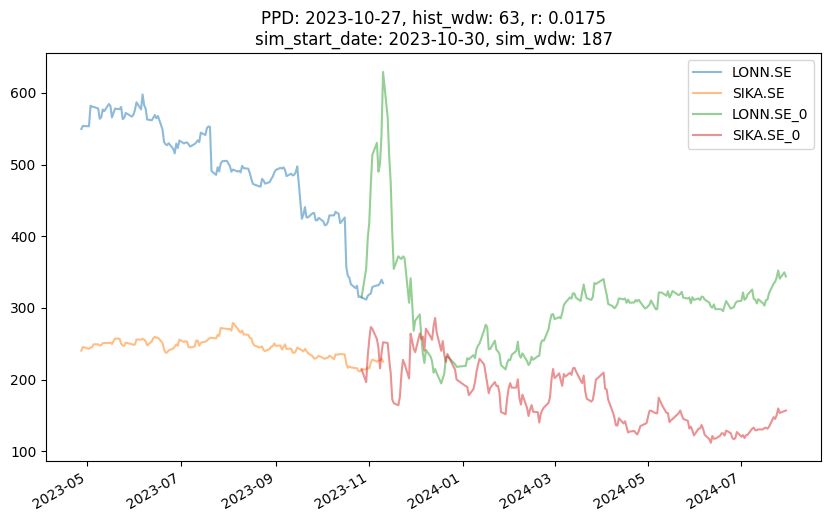 PPD: 2023-10-27, hist_wdw: 63, r: 0.0175
sim_start_date: 2023-10-30, sim_wdw: 187
LONN.SE
SIKA.SE
LONN.SE_0
SIKA.SE_0
600
500
400
300
200
100
2023-05
2023-07
2023-09
2023-11
2024-01
2024-03
2024-05
2024-07